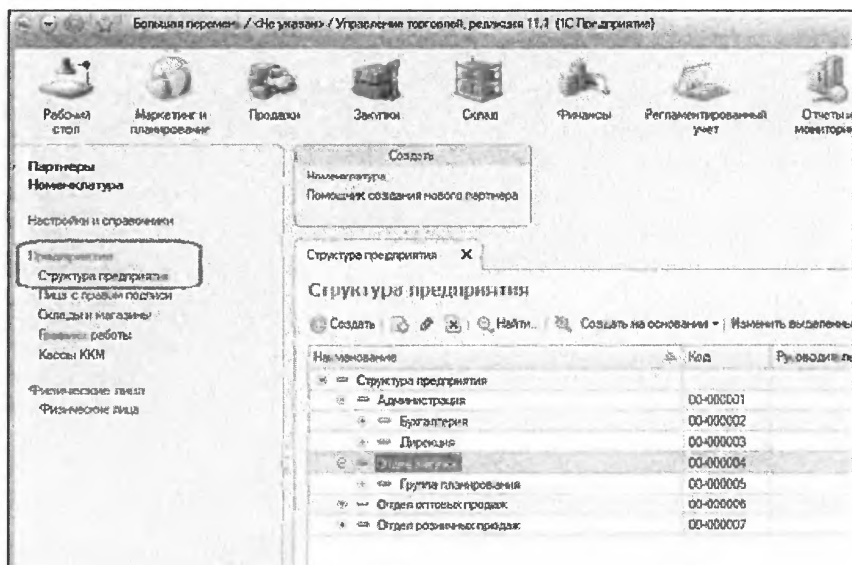 Большая перемена / <Не указан> / Управление торговлей, редакция 11.1 (1С:Предприятие)
Рабочий стол
Маркетинг и планирование
Продажи
Закупки
Склад
Финансы
Регламентированный учет
Отчеты и мониторинг
Партнеры
Номенклатура
Настройки и справочники
Предприятие
Структура предприятия
Лица с правом подписи
Склады и магазины
Графики работы
Кассы ККМ
Физические лица
Физические лица
Создать
Номенклатура
Помощник создания нового партнера
Структура предприятия X
Структура предприятия
Создать Найти... Создать на основании Изменить выделенны
Наименование Код Руководитель
Структура предприятия
Администрация 00-000001
Бухгалтерия 00-000002
Дирекция 00-000003
Отдел закупок 00-000004
Группа планирования 00-000005
Отдел оптовых продаж 00-000006
Отдел розничных продаж 00-000007